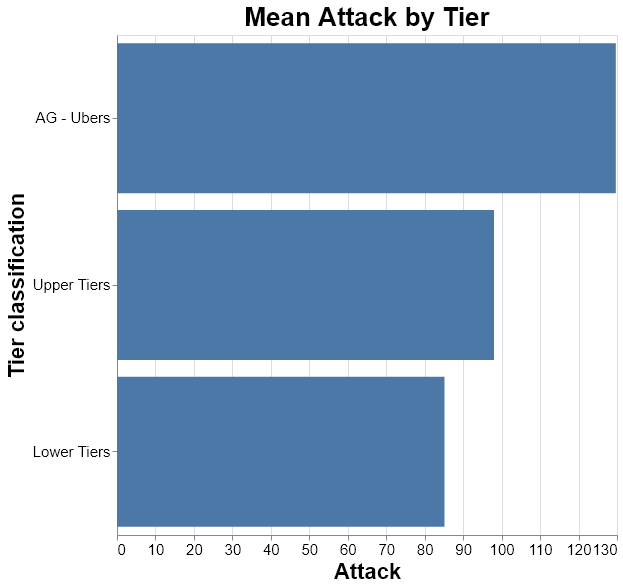 Mean Attack by Tier
Tier classification
AG - Ubers
Upper Tiers
Lower Tiers
0 10 20 30 40 50 60 70 80 90 100 110 120 130
Attack